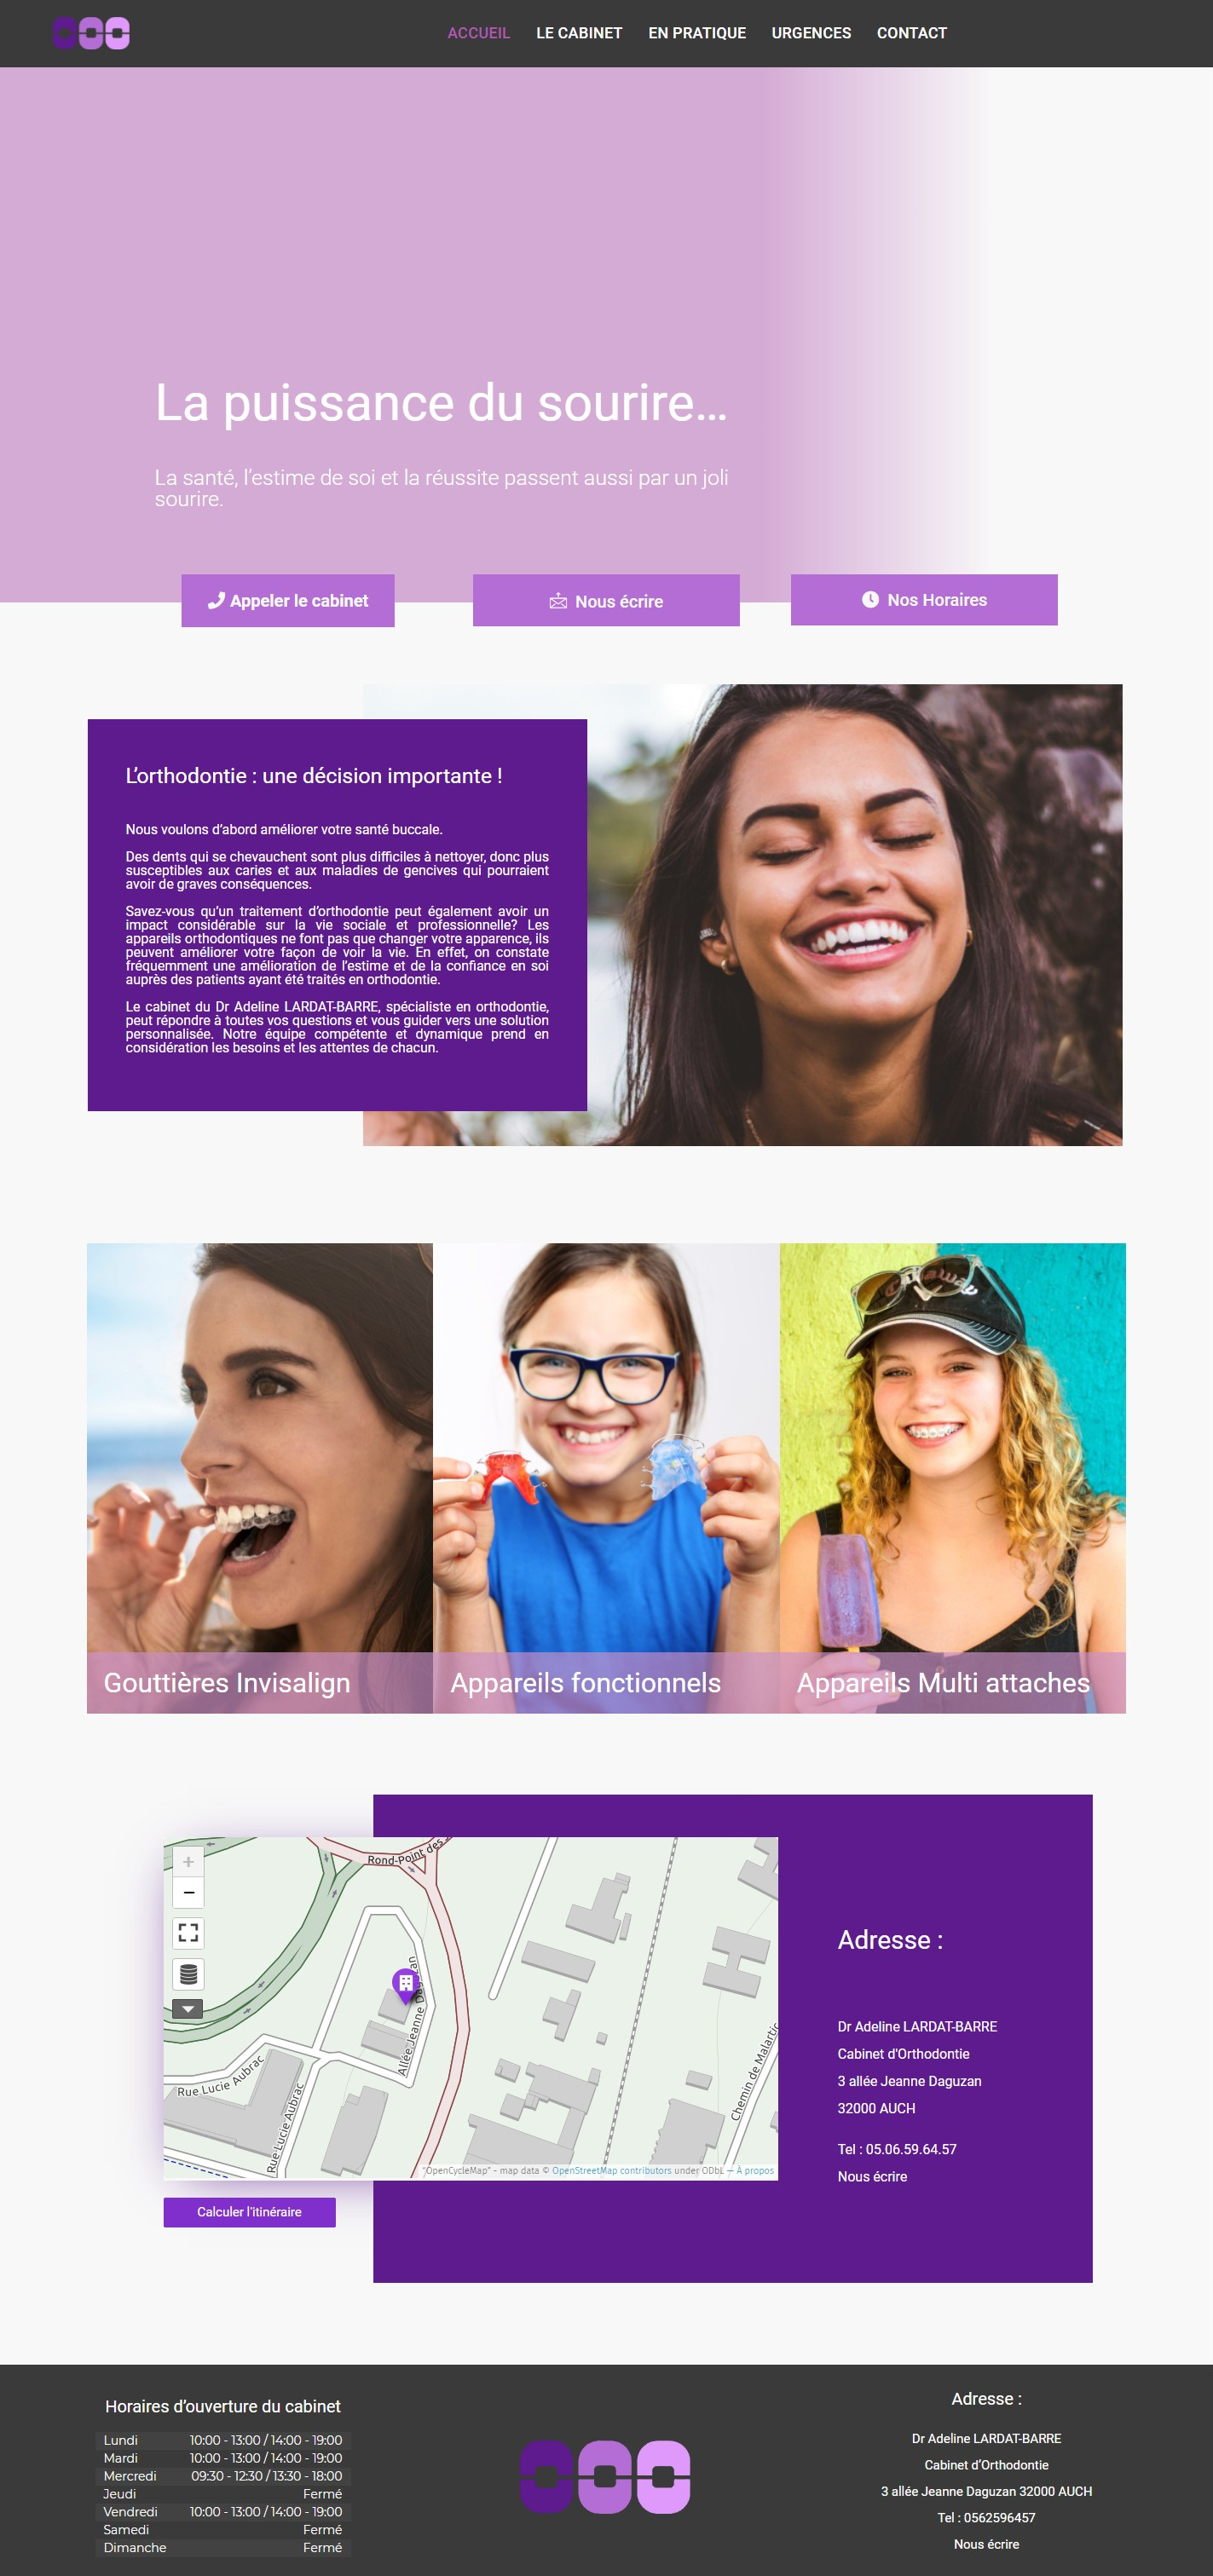 ACCUEIL LE CABINET EN PRATIQUE URGENCES CONTACT
La puissance du sourire...
La santé, l'estime de soi et la réussite passent aussi par un joli
sourire.
Appeler le cabinet
Nous écrire
Nos Horaires
L'orthodontie : une décision importante !
Nous voulons d'abord améliorer votre santé buccale.
Des dents qui se chevauchent sont plus difficiles à nettoyer, donc plus
susceptibles aux caries et aux maladies de gencives qui pourraient
avoir de graves conséquences.
Savez-vous qu'un traitement d'orthodontie peut également avoir un
impact considérable sur la vie sociale et professionnelle? Les
appareils orthodontiques ne font pas que changer votre apparence, ils
peuvent améliorer votre façon de voir la vie. En effet, on constate
fréquemment une amélioration de l'estime et de la confiance en soi
auprès des patients ayant été traités en orthodontie.
Le cabinet du Dr Adeline LARDAT-BARRE, spécialiste en orthodontie,
peut répondre à toutes vos questions et vous guider vers une solution
personnalisée. Notre équipe compétente et dynamique prend en
considération les besoins et les attentes de chacun.
Gouttières Invisalign
Appareils fonctionnels
Appareils Multi attaches
Rond-Point des
Allée Jeanne Daguzan
Rue Lucie Aubrac
Rue Lucie Aubrac
Chemin de Malartic
"OpenCycleMap" - map data © OpenStreetMap contributors under ODbL — À propos
Calculer l'itinéraire
Adresse :
Dr Adeline LARDAT-BARRE
Cabinet d'Orthodontie
3 allée Jeanne Daguzan
32000 AUCH
Tel : 05.06.59.64.57
Nous écrire
Horaires d'ouverture du cabinet
Lundi 10:00 - 13:00 / 14:00 - 19:00
Mardi 10:00 - 13:00 / 14:00 - 19:00
Mercredi 09:30 - 12:30 / 13:30 - 18:00
Jeudi Fermé
Vendredi 10:00 - 13:00 / 14:00 - 19:00
Samedi Fermé
Dimanche Fermé
Adresse :
Dr Adeline LARDAT-BARRE
Cabinet d'Orthodontie
3 allée Jeanne Daguzan 32000 AUCH
Tel : 0562596457
Nous écrire